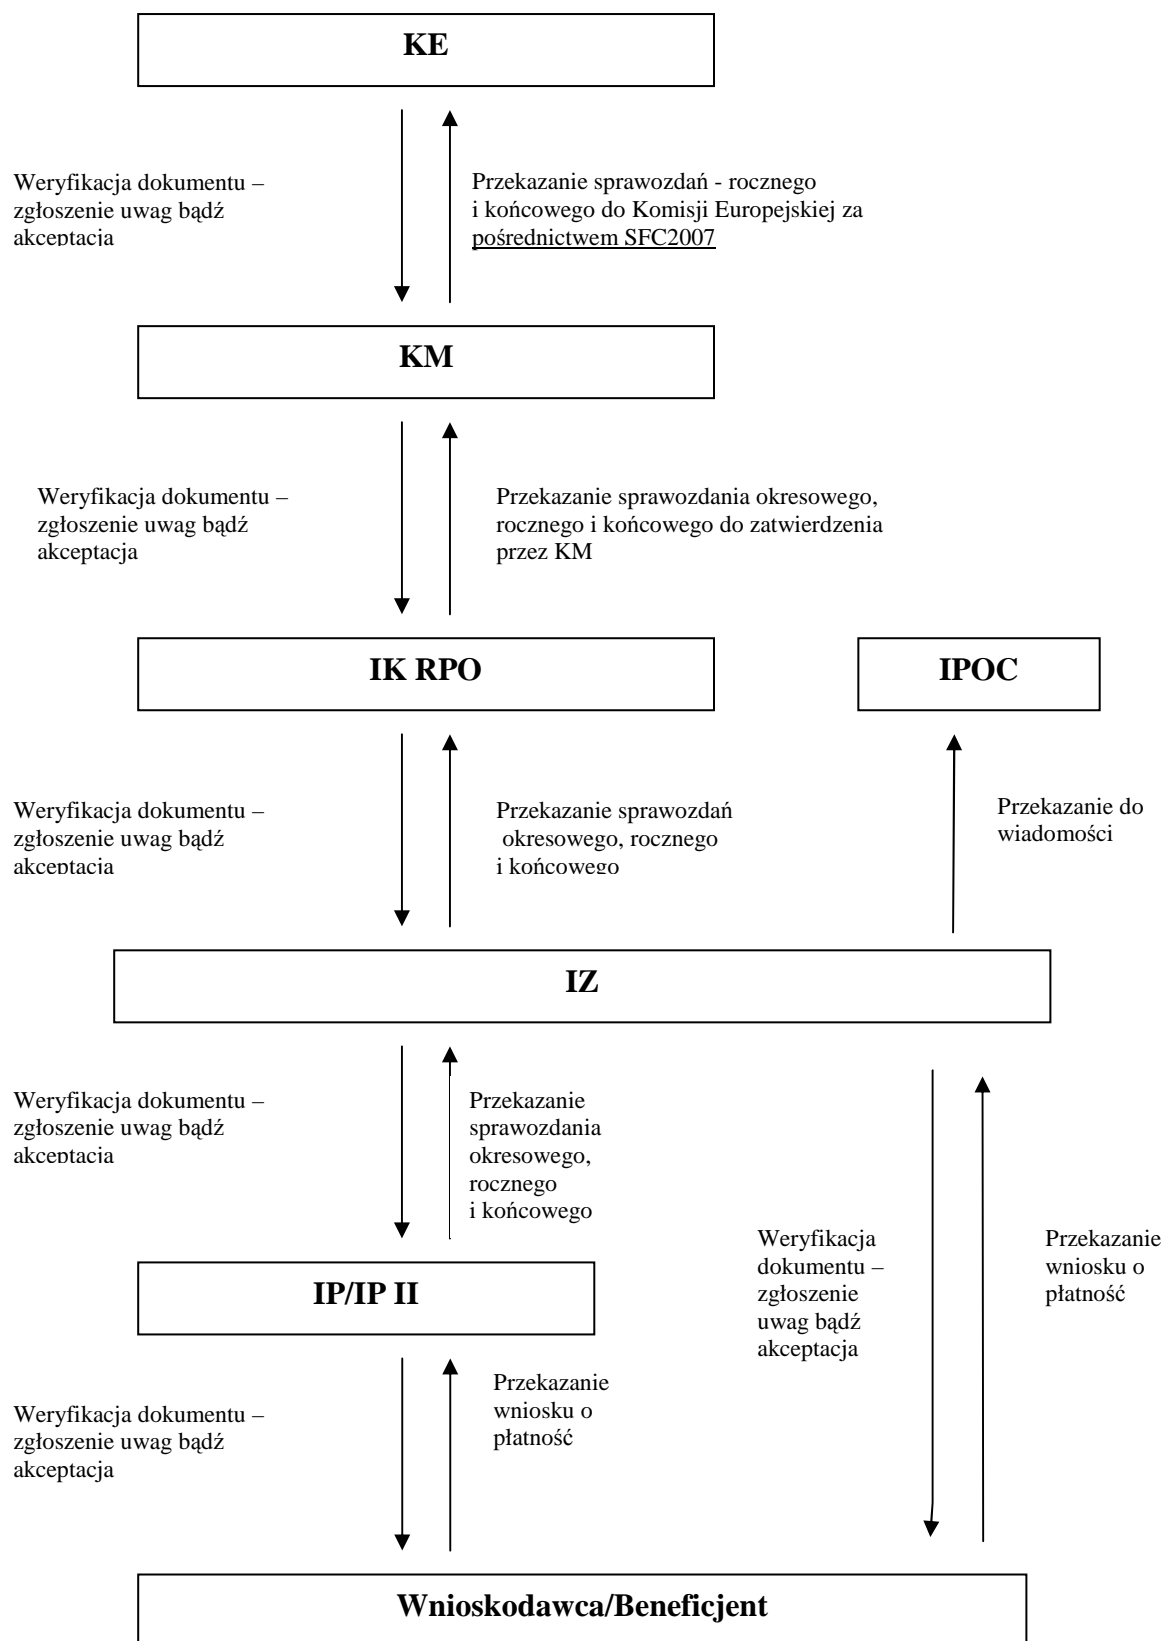 KE
Weryfikacja dokumentu –
zgłoszenie uwag bądź
akceptacja
Przekazanie sprawozdań - rocznego
i końcowego do Komisji Europejskiej za
pośrednictwem SFC2007
KM
Weryfikacja dokumentu –
zgłoszenie uwag bądź
akceptacja
Przekazanie sprawozdania okresowego,
rocznego i końcowego do zatwierdzenia
przez KM
IK RPO
IPOC
Weryfikacja dokumentu –
zgłoszenie uwag bądź
akceptacja
Przekazanie sprawozdań
okresowego, rocznego
i końcowego
Przekazanie do
wiadomości
IZ
Weryfikacja dokumentu –
zgłoszenie uwag bądź
akceptacja
Przekazanie
sprawozdania
okresowego,
rocznego
i końcowego
Weryfikacja
dokumentu –
zgłoszenie
uwag bądź
akceptacja
Przekazanie
wniosku o
płatność
IP/IP II
Weryfikacja dokumentu –
zgłoszenie uwag bądź
akceptacja
Przekazanie
wniosku o
płatność
Wnioskodawca/Beneficjent